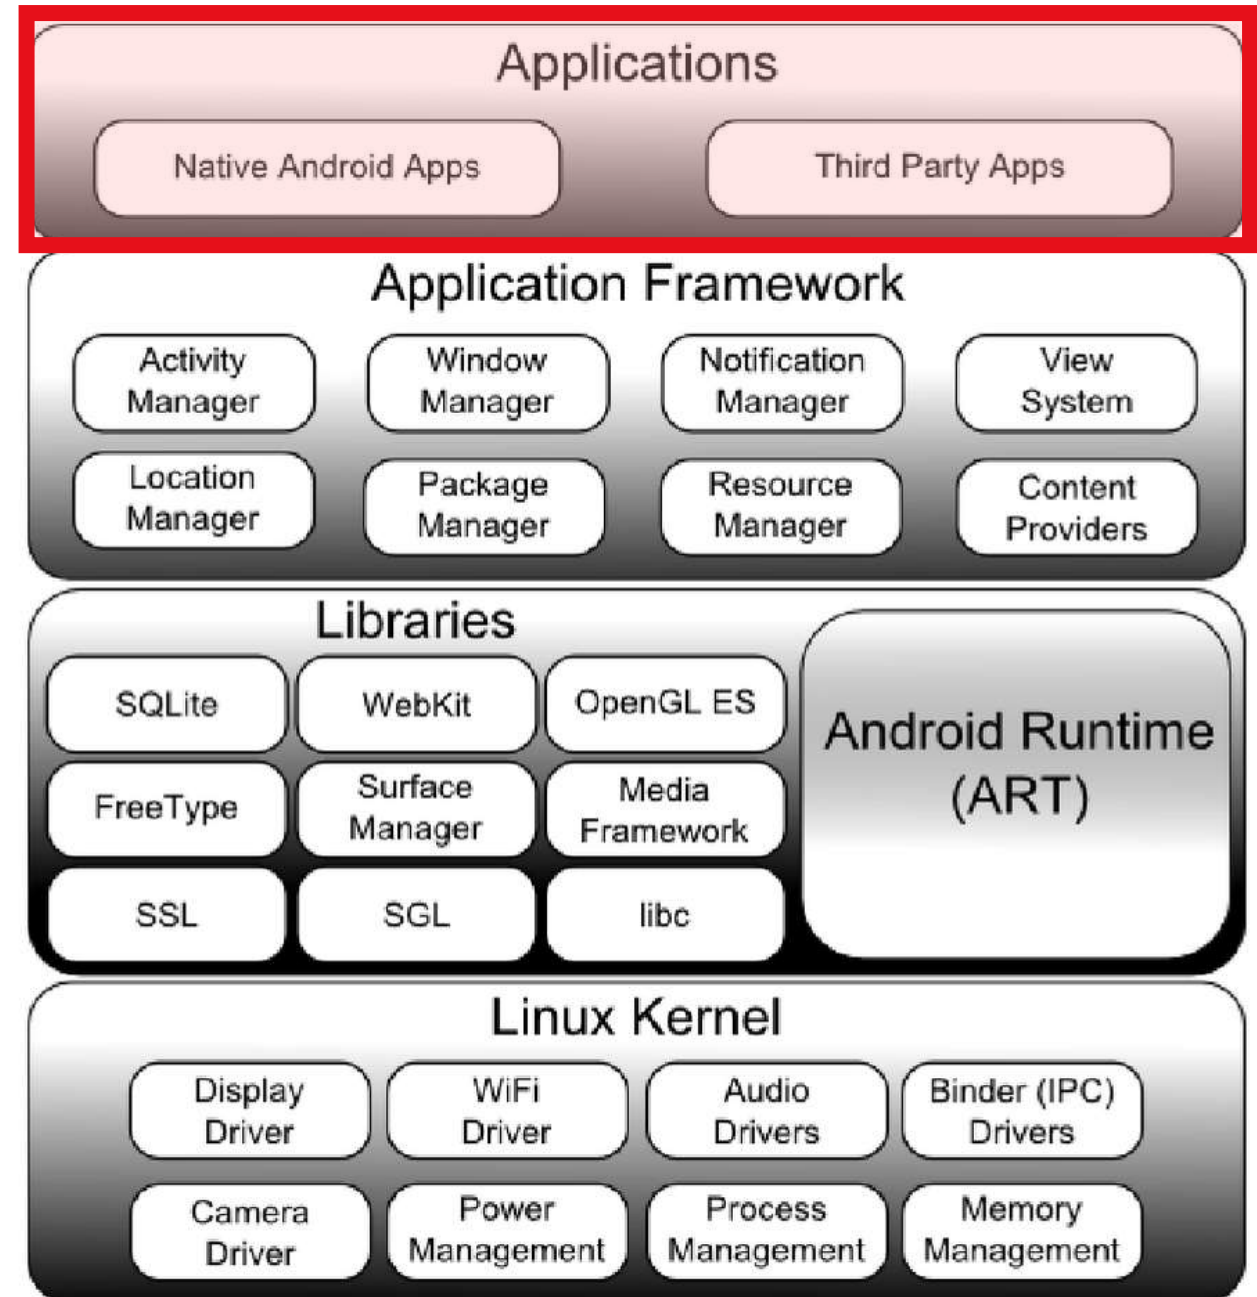 Applications
Native Android Apps
Third Party Apps
Application Framework
Activity
Manager
Window
Manager
Notification
Manager
View
System
Location
Manager
Package
Manager
Resource
Manager
Content
Providers
Libraries
SQLite
WebKit
OpenGL ES
FreeType
Surface
Manager
Media
Framework
SSL
SGL
libc
Android Runtime
(ART)
Linux Kernel
Display
Driver
WiFi
Driver
Audio
Drivers
Binder (IPC)
Drivers
Camera
Driver
Power
Management
Process
Management
Memory
Management